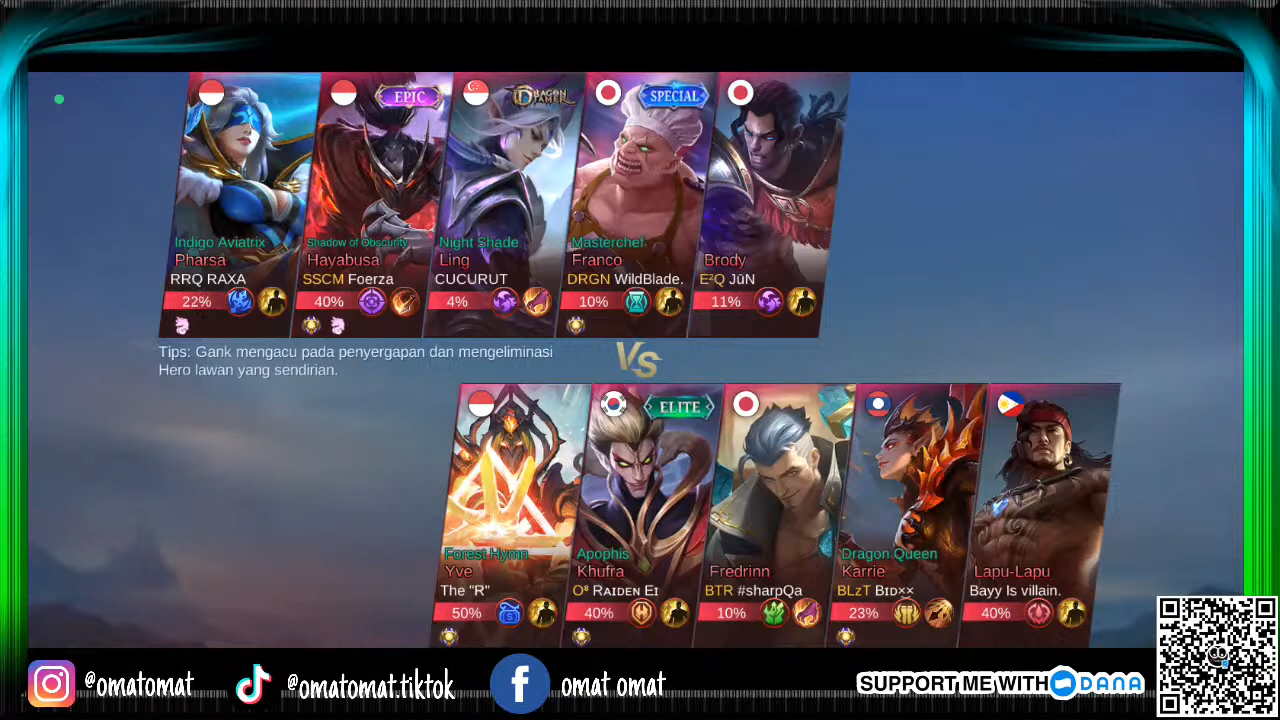 EPIC
DRAGON TAMER
SPECIAL
Indigo Aviatrix
Pharsa
RRQ RAXA
22%
Shadow of Obscurity
Hayabusa
SSCM Foerza
40%
Night Shade
Ling
CUCURUT
4%
Masterchef
Franco
DRGN WildBlade.
10%
Brody
E²Q JüN
11%
Tips: Gank mengacu pada penyergapan dan mengeliminasi
Hero lawan yang sendirian.
VS
ELITE
Forest Hymn
Yve
The "R"
50%
Apophis
Khufra
O⁸ Rᴀɪᴅᴇɴ Eɪ
40%
Fredrinn
BTR #sharpQa
10%
Dragon Queen
Karrie
BLzT Bɪᴅ××
23%
Lapu-Lapu
Bayy Is villain.
40%
@omatomat
@omatomat.tiktok
omat omat
SUPPORT ME WITH DANA